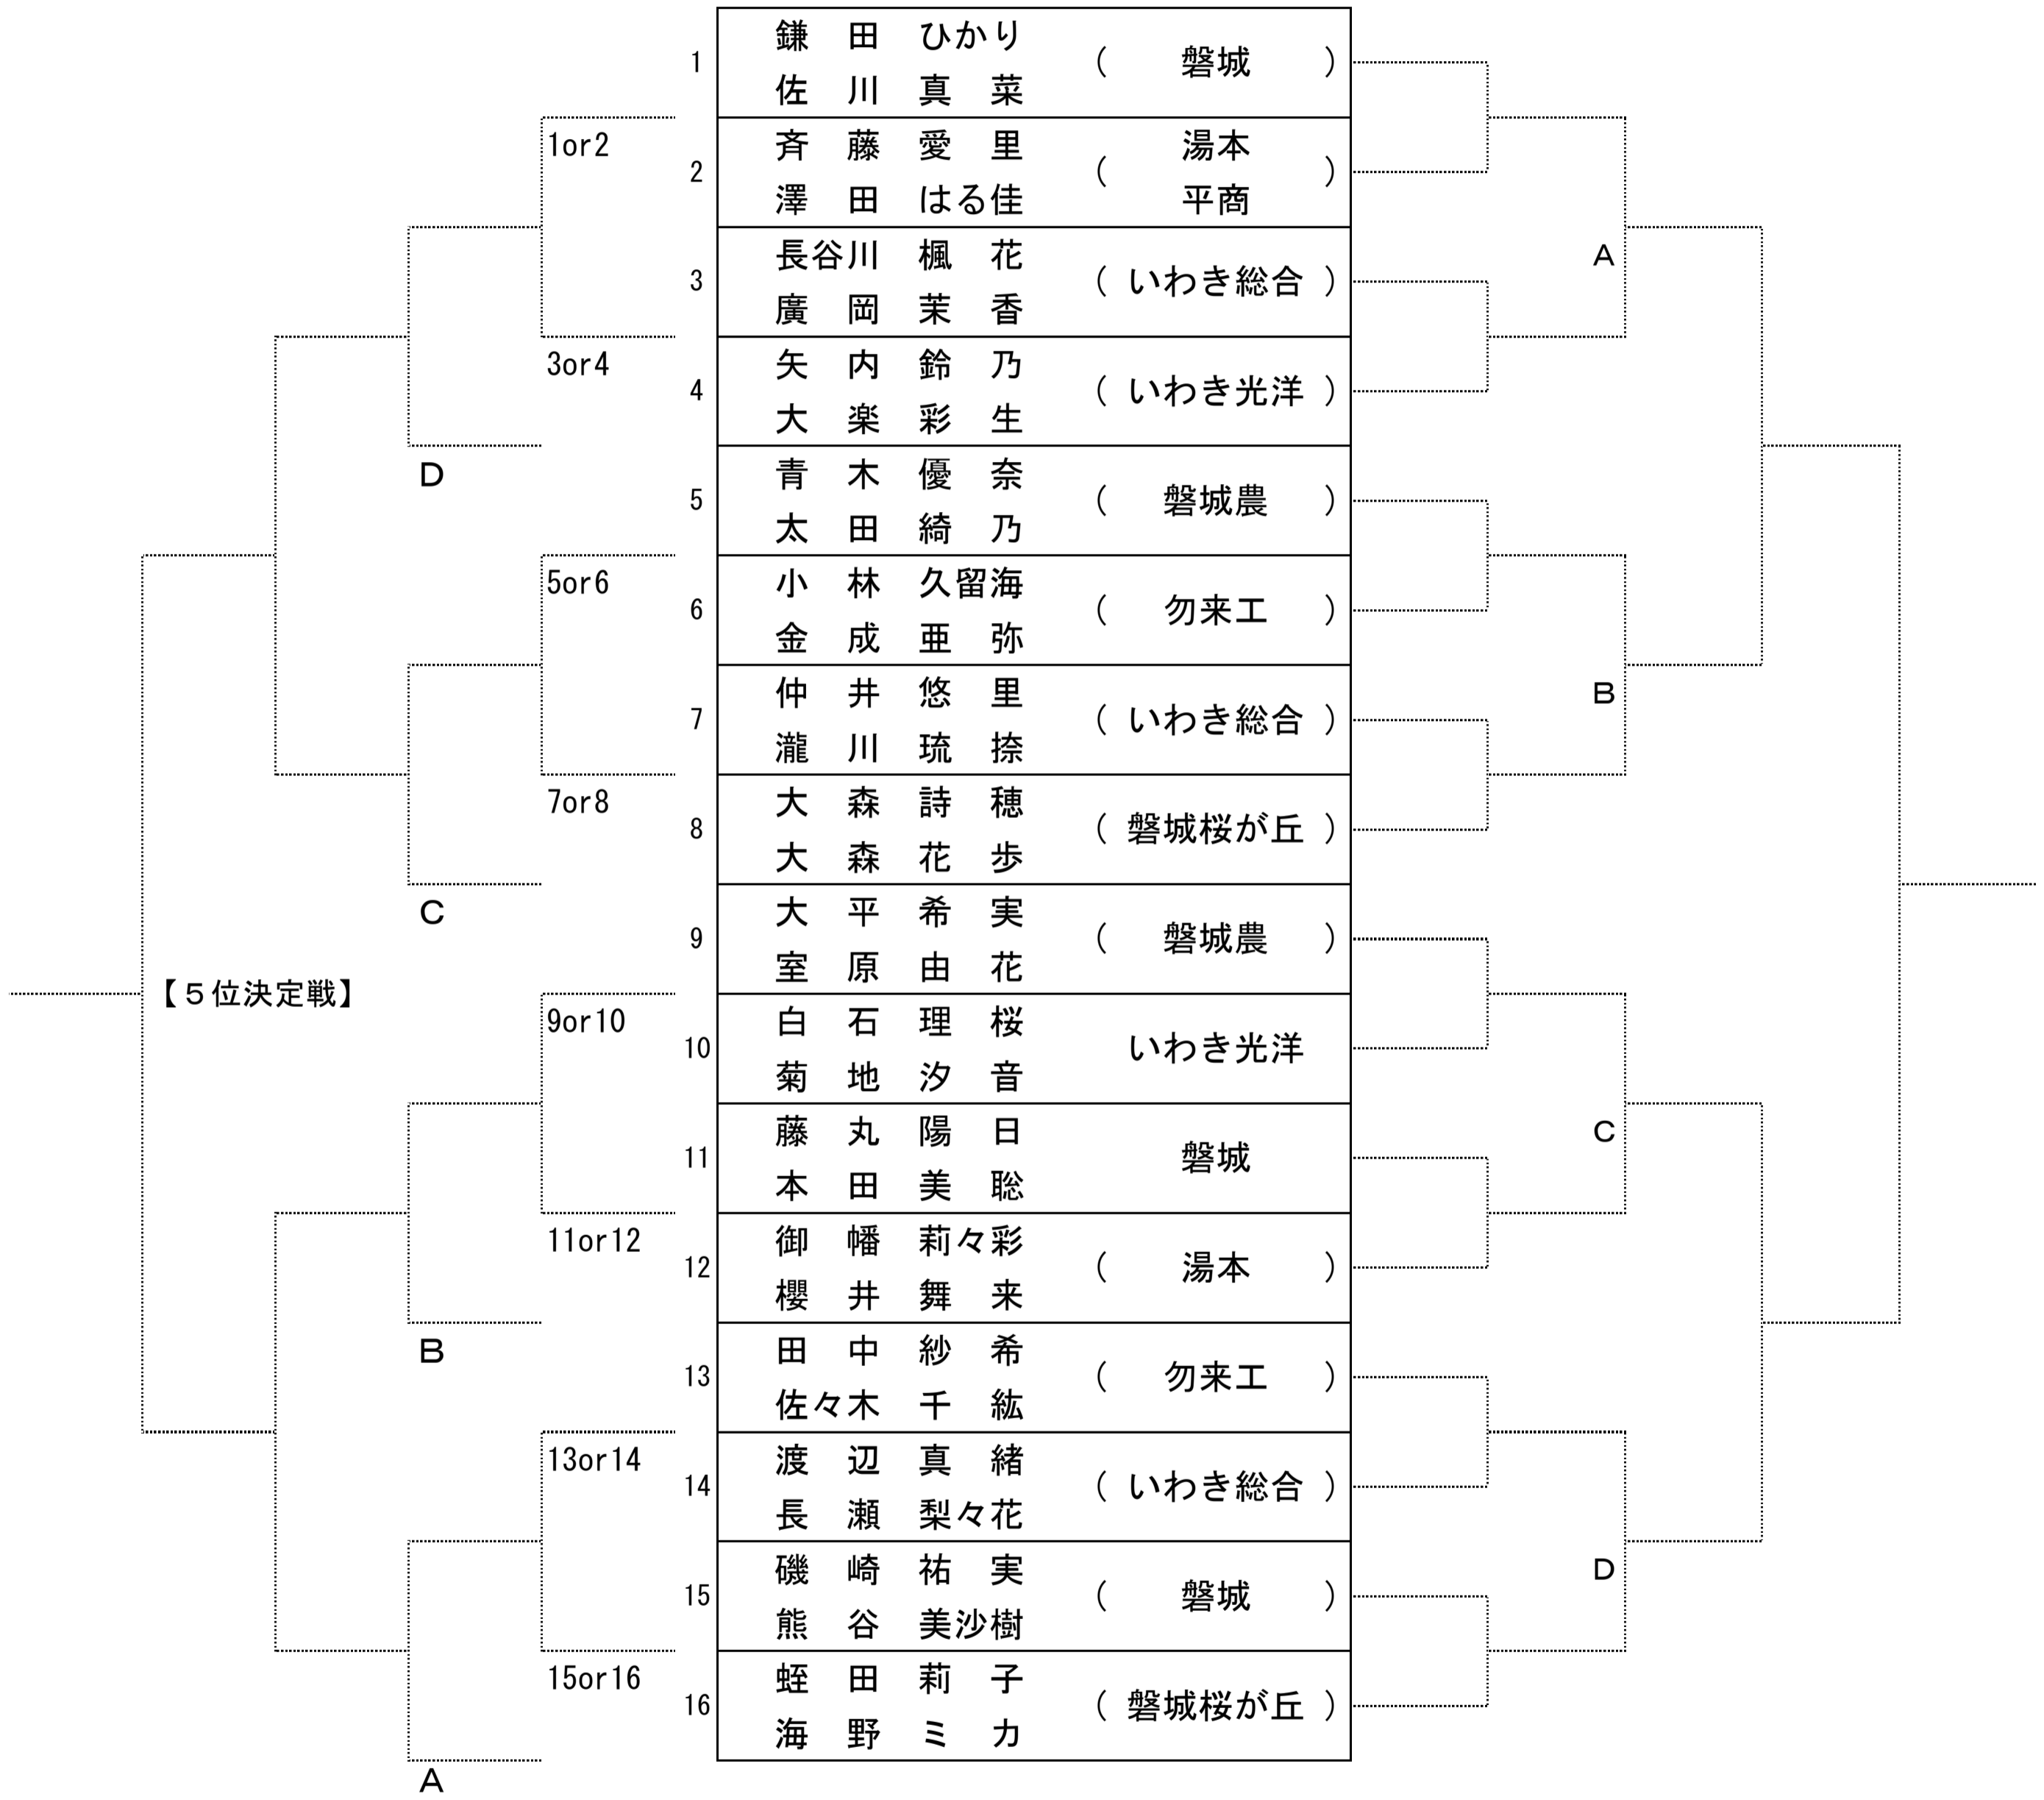 1 鎌田 ひかり ( 磐城 )
佐川 真菜
2 斉藤 愛里 ( 湯本 )
澤田 はる佳 平商
3 長谷川 楓花 ( いわき総合 )
廣岡 茉香
4 矢内 鈴乃 ( いわき光洋 )
大楽 彩生
5 青木 優奈 ( 磐城農 )
太田 綺乃
6 小林 久留海 ( 勿来工 )
金成 亜弥
7 仲井 悠里 ( いわき総合 )
瀧川 琉捺
8 大森 詩穂 ( 磐城桜が丘 )
大森 花歩
9 大平 希実 ( 磐城農 )
室原 由花
10 白石 理桜 いわき光洋
菊地 汐音
11 藤丸 陽日 磐城
本田 美聡
12 御幡 莉々彩 ( 湯本 )
櫻井 舞来
13 田中 紗希 ( 勿来工 )
佐々木 千紘
14 渡辺 真緒 ( いわき総合 )
長瀬 梨々花
15 磯崎 祐実 ( 磐城 )
熊谷 美沙樹
16 蛭田 莉子 ( 磐城桜が丘 )
海野 ミカ
1or2
3or4
D
5or6
7or8
C
【５位決定戦】
9or10
11or12
B
13or14
15or16
A
A
B
C
D